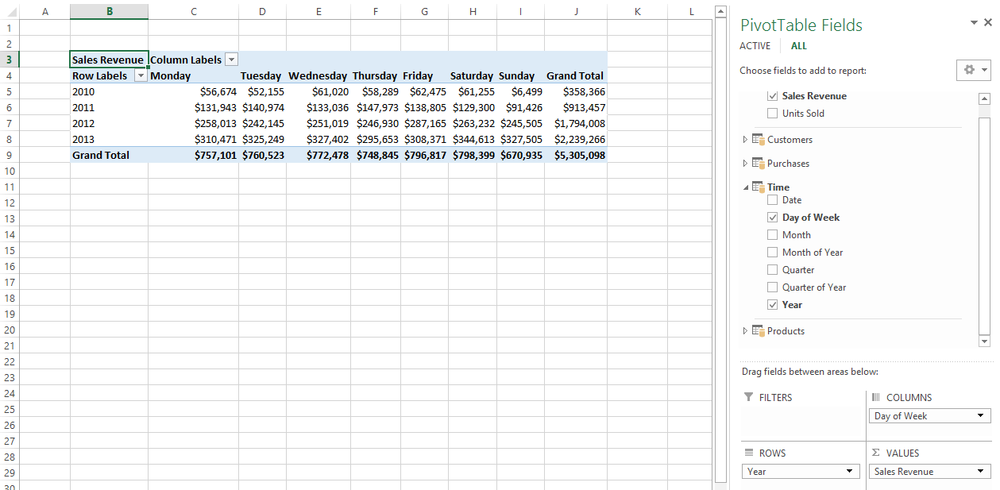 A B C D E F G H I J K L
1
2
3 Sales Revenue Column Labels
4 Row Labels Monday Tuesday Wednesday Thursday Friday Saturday Sunday Grand Total
5 2010 $56,674 $52,155 $61,020 $58,289 $62,475 $61,255 $6,499 $358,366
6 2011 $131,943 $140,974 $133,036 $147,973 $138,805 $129,300 $91,426 $913,457
7 2012 $258,013 $242,145 $251,019 $246,930 $287,165 $263,232 $245,505 $1,794,008
8 2013 $310,471 $325,249 $327,402 $295,653 $308,371 $344,613 $327,505 $2,239,266
9 Grand Total $757,101 $760,523 $772,478 $748,845 $796,817 $798,399 $670,935 $5,305,098
10
11
12
13
14
15
16
17
18
19
20
21
22
23
24
25
26
27
28
29
30
PivotTable Fields
ACTIVE ALL
Choose fields to add to report:
Sales Revenue
Units Sold
Customers
Purchases
Time
Date
Day of Week
Month
Month of Year
Quarter
Quarter of Year
Year
Products
Drag fields between areas below:
FILTERS
COLUMNS
Day of Week
ROWS
Year
VALUES
Sales Revenue